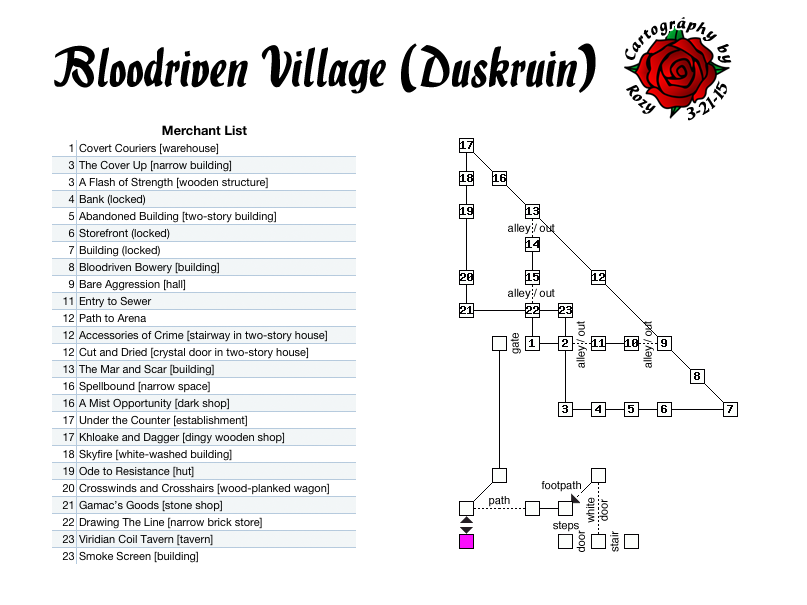 Bloodriven Village (Duskruin)
Cartography by
Rozy 3-21-15
Merchant List
1 Covert Couriers [warehouse]
3 The Cover Up [narrow building]
3 A Flash of Strength [wooden structure]
4 Bank (locked)
5 Abandoned Building [two-story building]
6 Storefront (locked)
7 Building (locked)
8 Bloodriven Bowery [building]
9 Bare Aggression [hall]
11 Entry to Sewer
12 Path to Arena
12 Accessories of Crime [stairway in two-story house]
12 Cut and Dried [crystal door in two-story house]
13 The Mar and Scar [building]
16 Spellbound [narrow space]
16 A Mist Opportunity [dark shop]
17 Under the Counter [establishment]
17 Khloake and Dagger [dingy wooden shop]
18 Skyfire [white-washed building]
19 Ode to Resistance [hut]
20 Crosswinds and Crosshairs [wood-planked wagon]
21 Gamac's Goods [stone shop]
22 Drawing The Line [narrow brick store]
23 Viridian Coil Tavern [tavern]
23 Smoke Screen [building]
17
18 16
19 13
alley / out
14
20 15 12
alley / out
21 22 23
gate 1 2 alley / out 11 10 alley / out 9
8
3 4 5 6 7
footpath
path
white door
steps
door stair